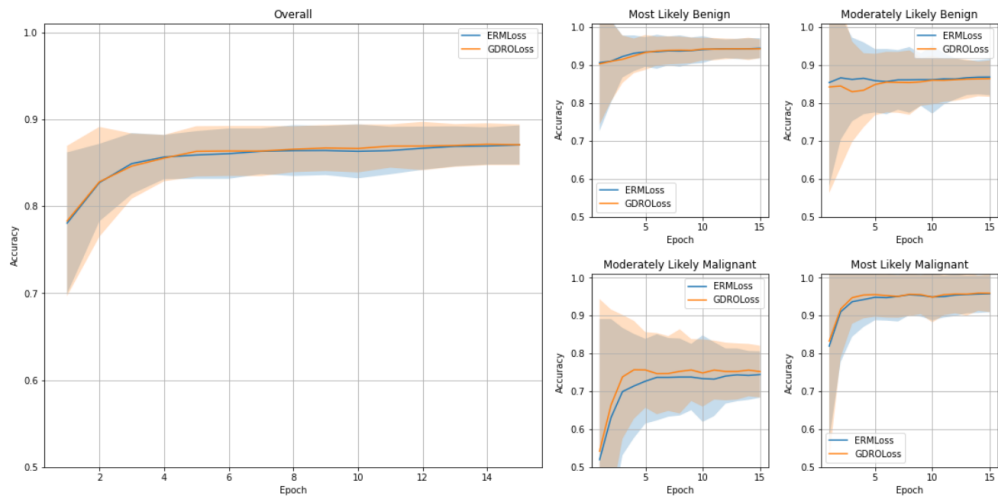 Overall
1.0
0.9
0.8
0.7
0.6
0.5
Accuracy
2 4 6 8 10 12 14
Epoch
ERMLoss
GDROLoss
Most Likely Benign
1.0
0.9
0.8
0.7
0.6
0.5
Accuracy
5 10 15
Epoch
ERMLoss
GDROLoss
Moderately Likely Benign
1.0
0.9
0.8
0.7
0.6
0.5
Accuracy
5 10 15
Epoch
ERMLoss
GDROLoss
Moderately Likely Malignant
1.0
0.9
0.8
0.7
0.6
0.5
Accuracy
5 10 15
Epoch
ERMLoss
GDROLoss
Most Likely Malignant
1.0
0.9
0.8
0.7
0.6
0.5
Accuracy
5 10 15
Epoch
ERMLoss
GDROLoss